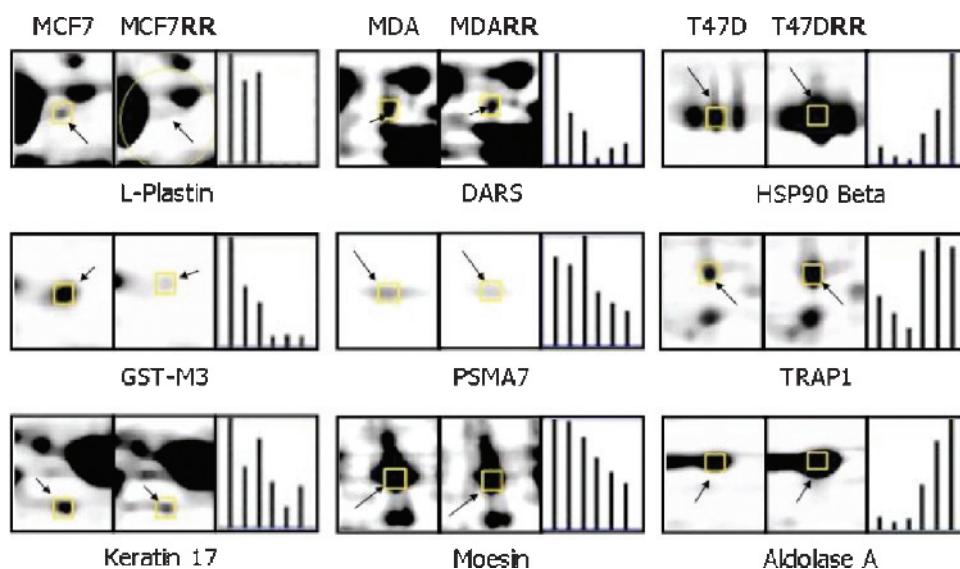 MCF7 MCF7RR MDA MDARR T47D T47DRR
L-Plastin DARS HSP90 Beta
GST-M3 PSMA7 TRAP1
Keratin 17 Moesin Aldolase A